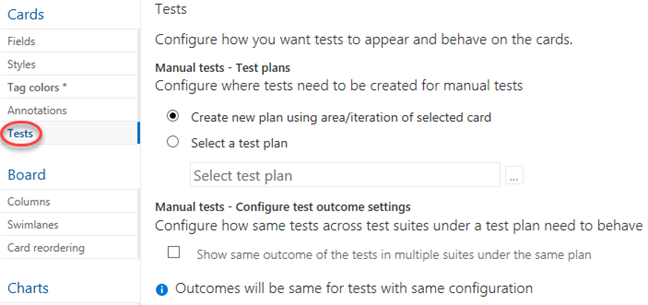 Cards
Fields
Styles
Tag colors *
Annotations
Tests
Board
Columns
Swimlanes
Card reordering
Charts
Tests
Configure how you want tests to appear and behave on the cards.
Manual tests - Test plans
Configure where tests need to be created for manual tests
Create new plan using area/iteration of selected card
Select a test plan
Select test plan
...
Manual tests - Configure test outcome settings
Configure how same tests across test suites under a test plan need to behave
Show same outcome of the tests in multiple suites under the same plan
Outcomes will be same for tests with same configuration